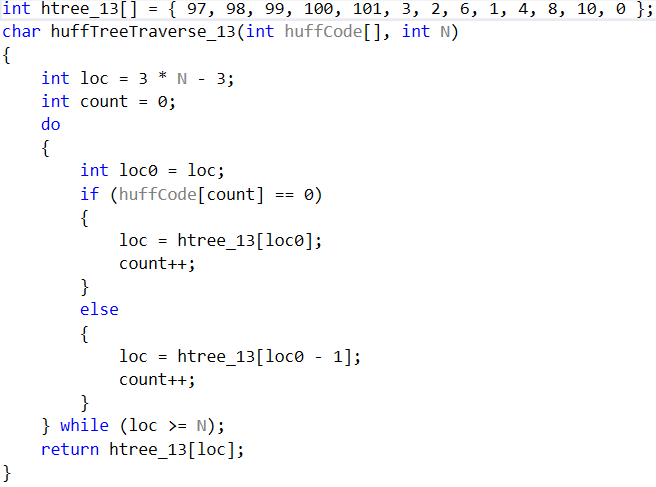 int htree_13[] = { 97, 98, 99, 100, 101, 3, 2, 6, 1, 4, 8, 10, 0 };
char huffTreeTraverse_13(int huffCode[], int N)
{
    int loc = 3 * N - 3;
    int count = 0;
    do
    {
        int loc0 = loc;
        if (huffCode[count] == 0)
        {
            loc = htree_13[loc0];
            count++;
        }
        else
        {
            loc = htree_13[loc0 - 1];
            count++;
        }
    } while (loc >= N);
    return htree_13[loc];
}